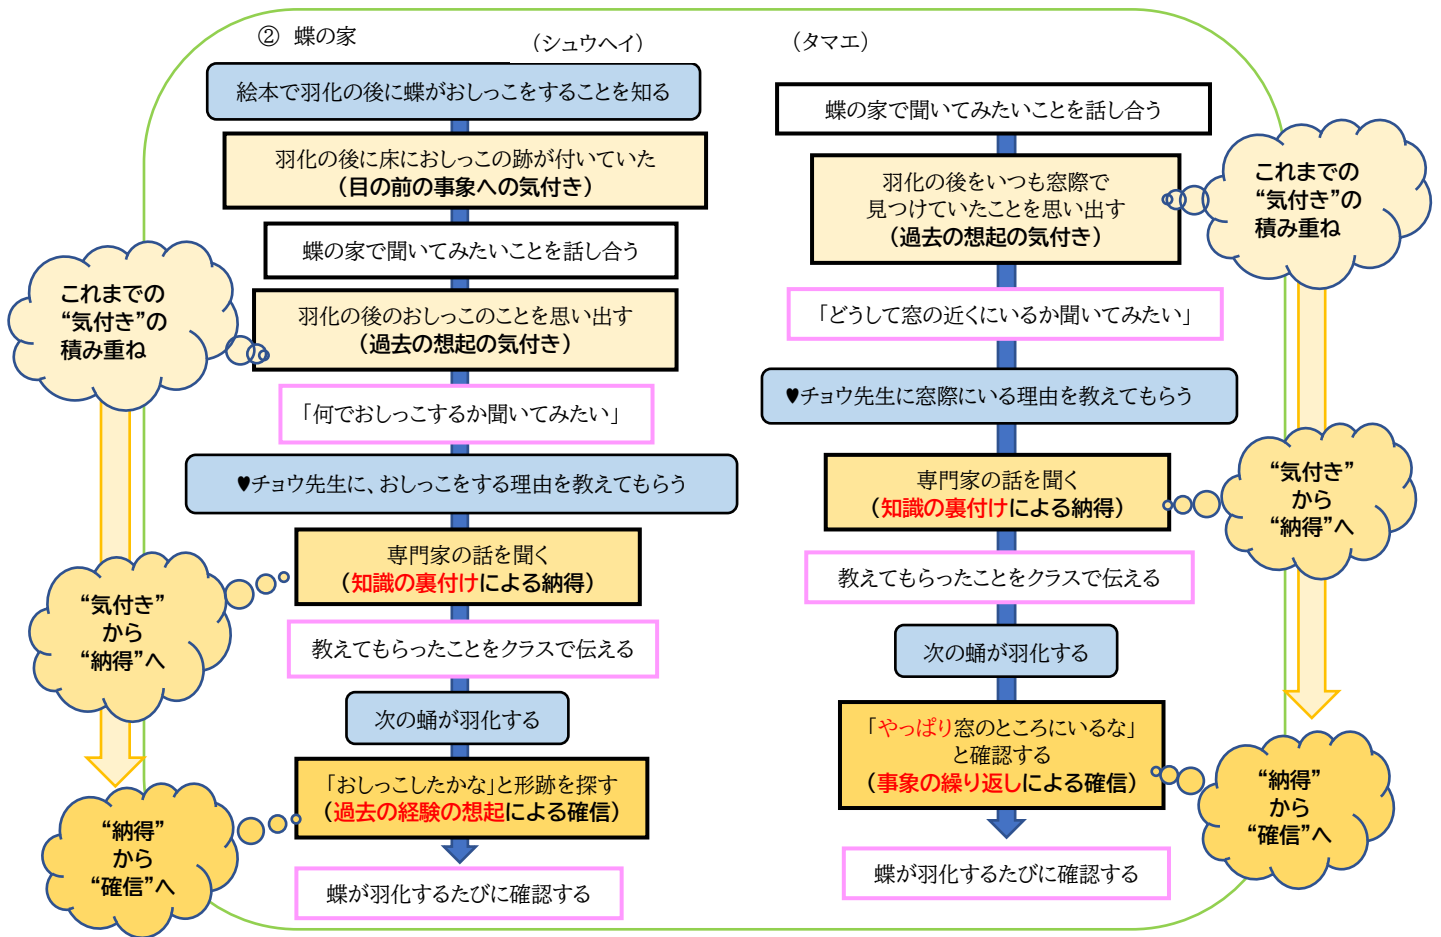 ② 蝶の家
（シュウヘイ）
絵本で羽化の後に蝶がおしっこをすることを知る
羽化の後に床におしっこの跡が付いていた
（目の前の事象への気付き）
蝶の家で聞いてみたいことを話し合う
羽化の後のおしっこのことを思い出す
（過去の想起の気付き）
「何でおしっこするか聞いてみたい」
♥チョウ先生に、おしっこをする理由を教えてもらう
専門家の話を聞く
（知識の裏付けによる納得）
教えてもらったことをクラスで伝える
次の蛹が羽化する
「おしっこしたかな」と形跡を探す
（過去の経験の想起による確信）
蝶が羽化するたびに確認する
これまでの
“気付き”の
積み重ね
“気付き”
から
“納得”へ
“納得”
から
“確信”へ
（タマエ）
蝶の家で聞いてみたいことを話し合う
羽化の後をいつも窓際で
見つけていたことを思い出す
（過去の想起の気付き）
「どうして窓の近くにいるか聞いてみたい」
♥チョウ先生に窓際にいる理由を教えてもらう
専門家の話を聞く
（知識の裏付けによる納得）
教えてもらったことをクラスで伝える
次の蛹が羽化する
「やっぱり窓のところにいるな」
と確認する
（事象の繰り返しによる確信）
蝶が羽化するたびに確認する
これまでの
“気付き”の
積み重ね
“気付き”
から
“納得”へ
“納得”
から
“確信”へ